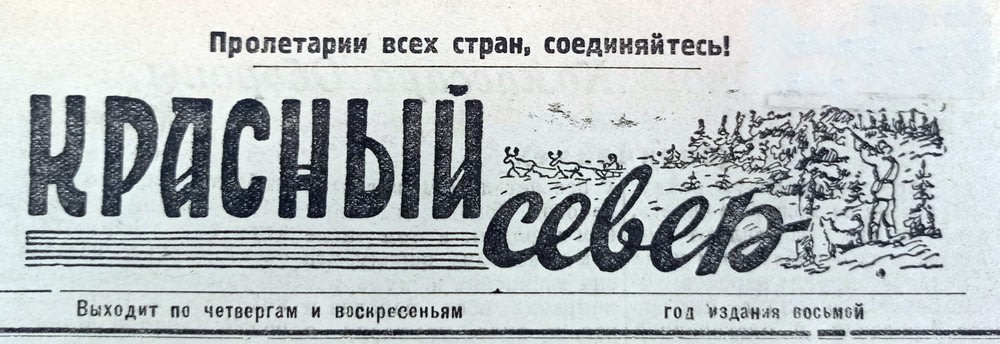 Пролетарии всех стран, соединяйтесь!
КРАСНЫЙ
север
Выходит по четвергам и воскресеньям
год издания восьмой